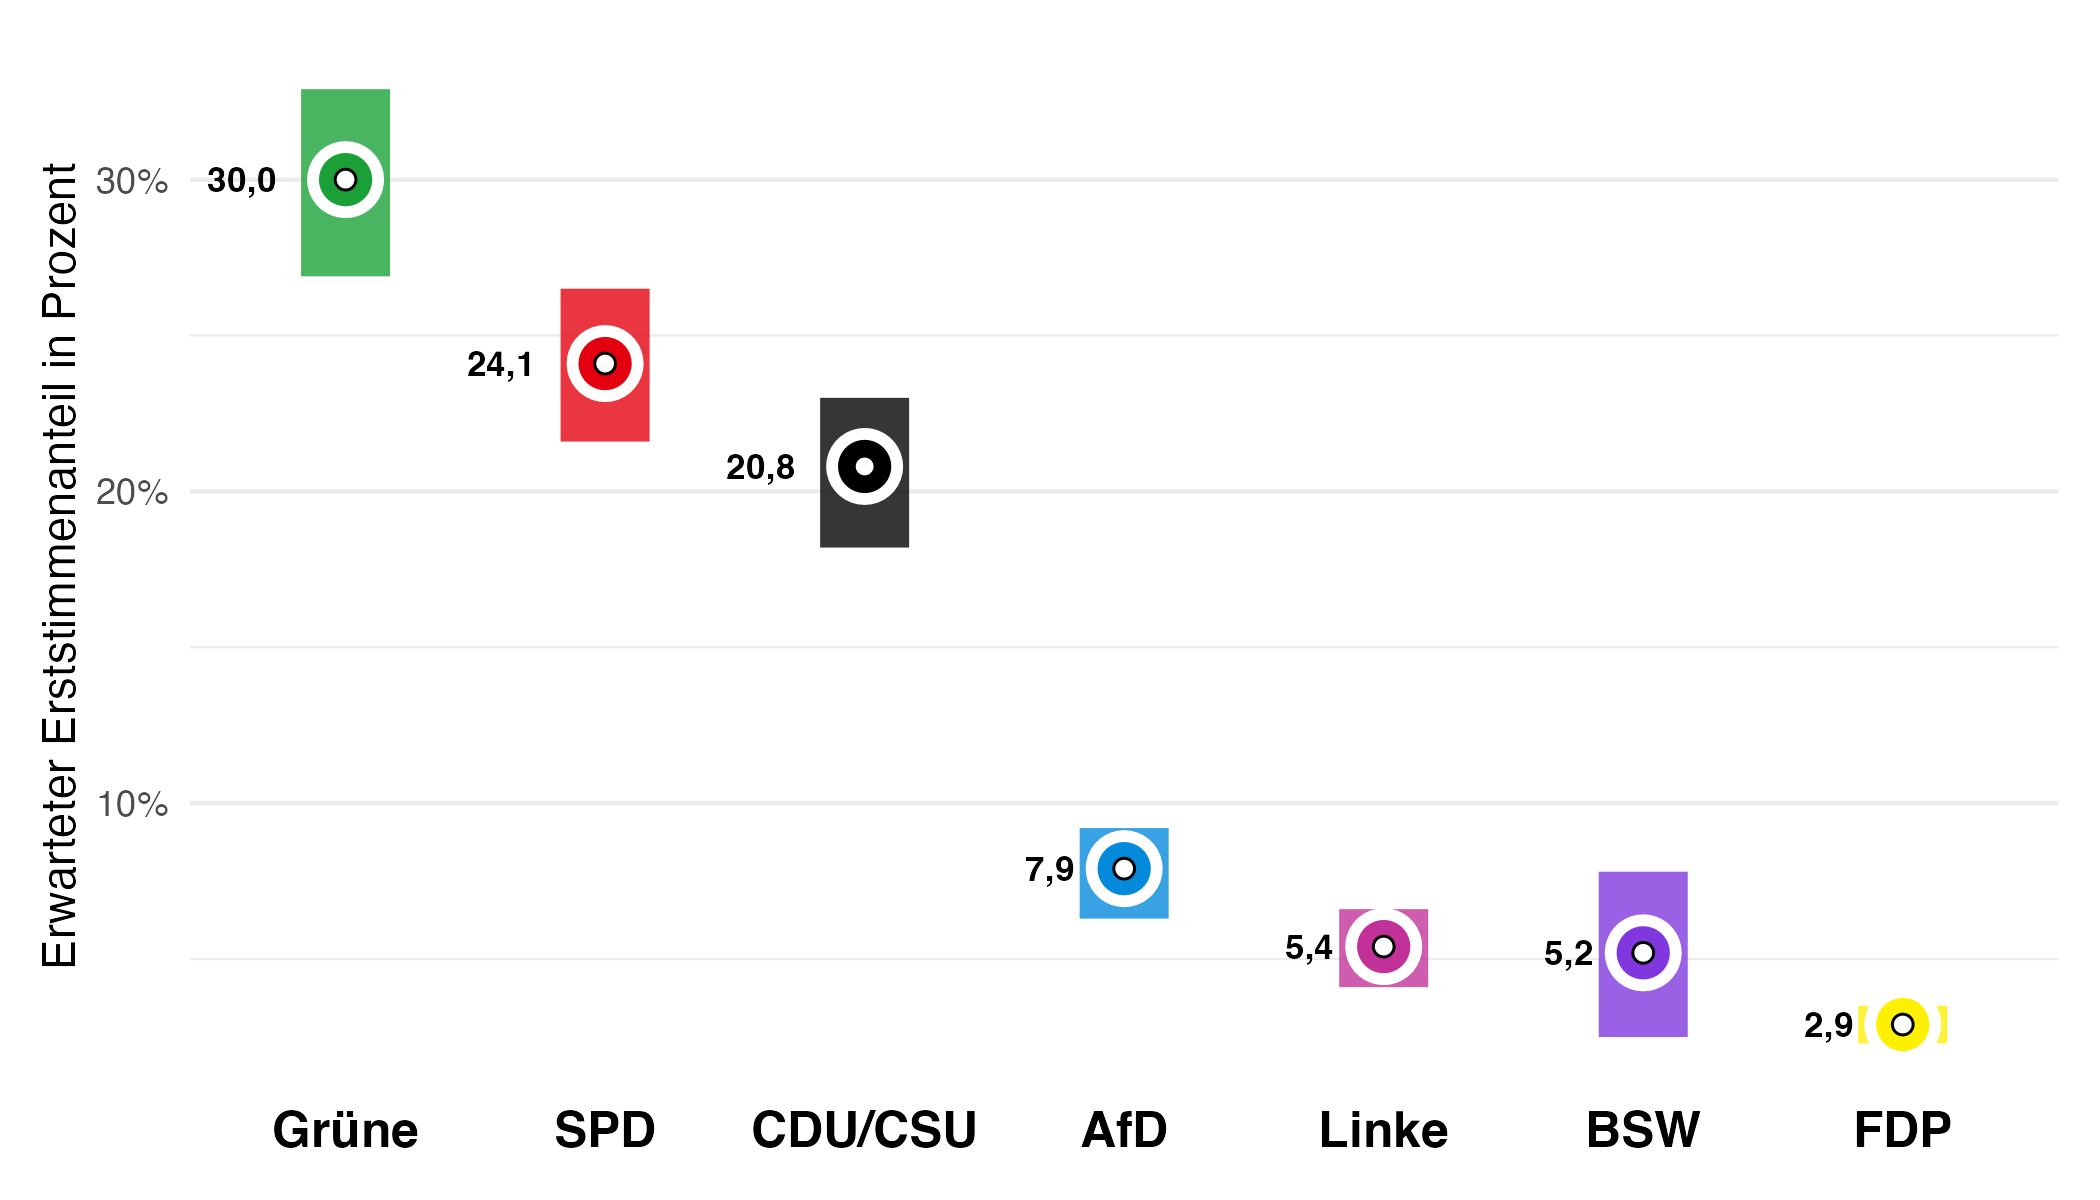 Erwarteter Erststimmenanteil in Prozent
30%
20%
10%
30,0
24,1
20,8
7,9
5,4
5,2
2,9
Grüne
SPD
CDU/CSU
AfD
Linke
BSW
FDP